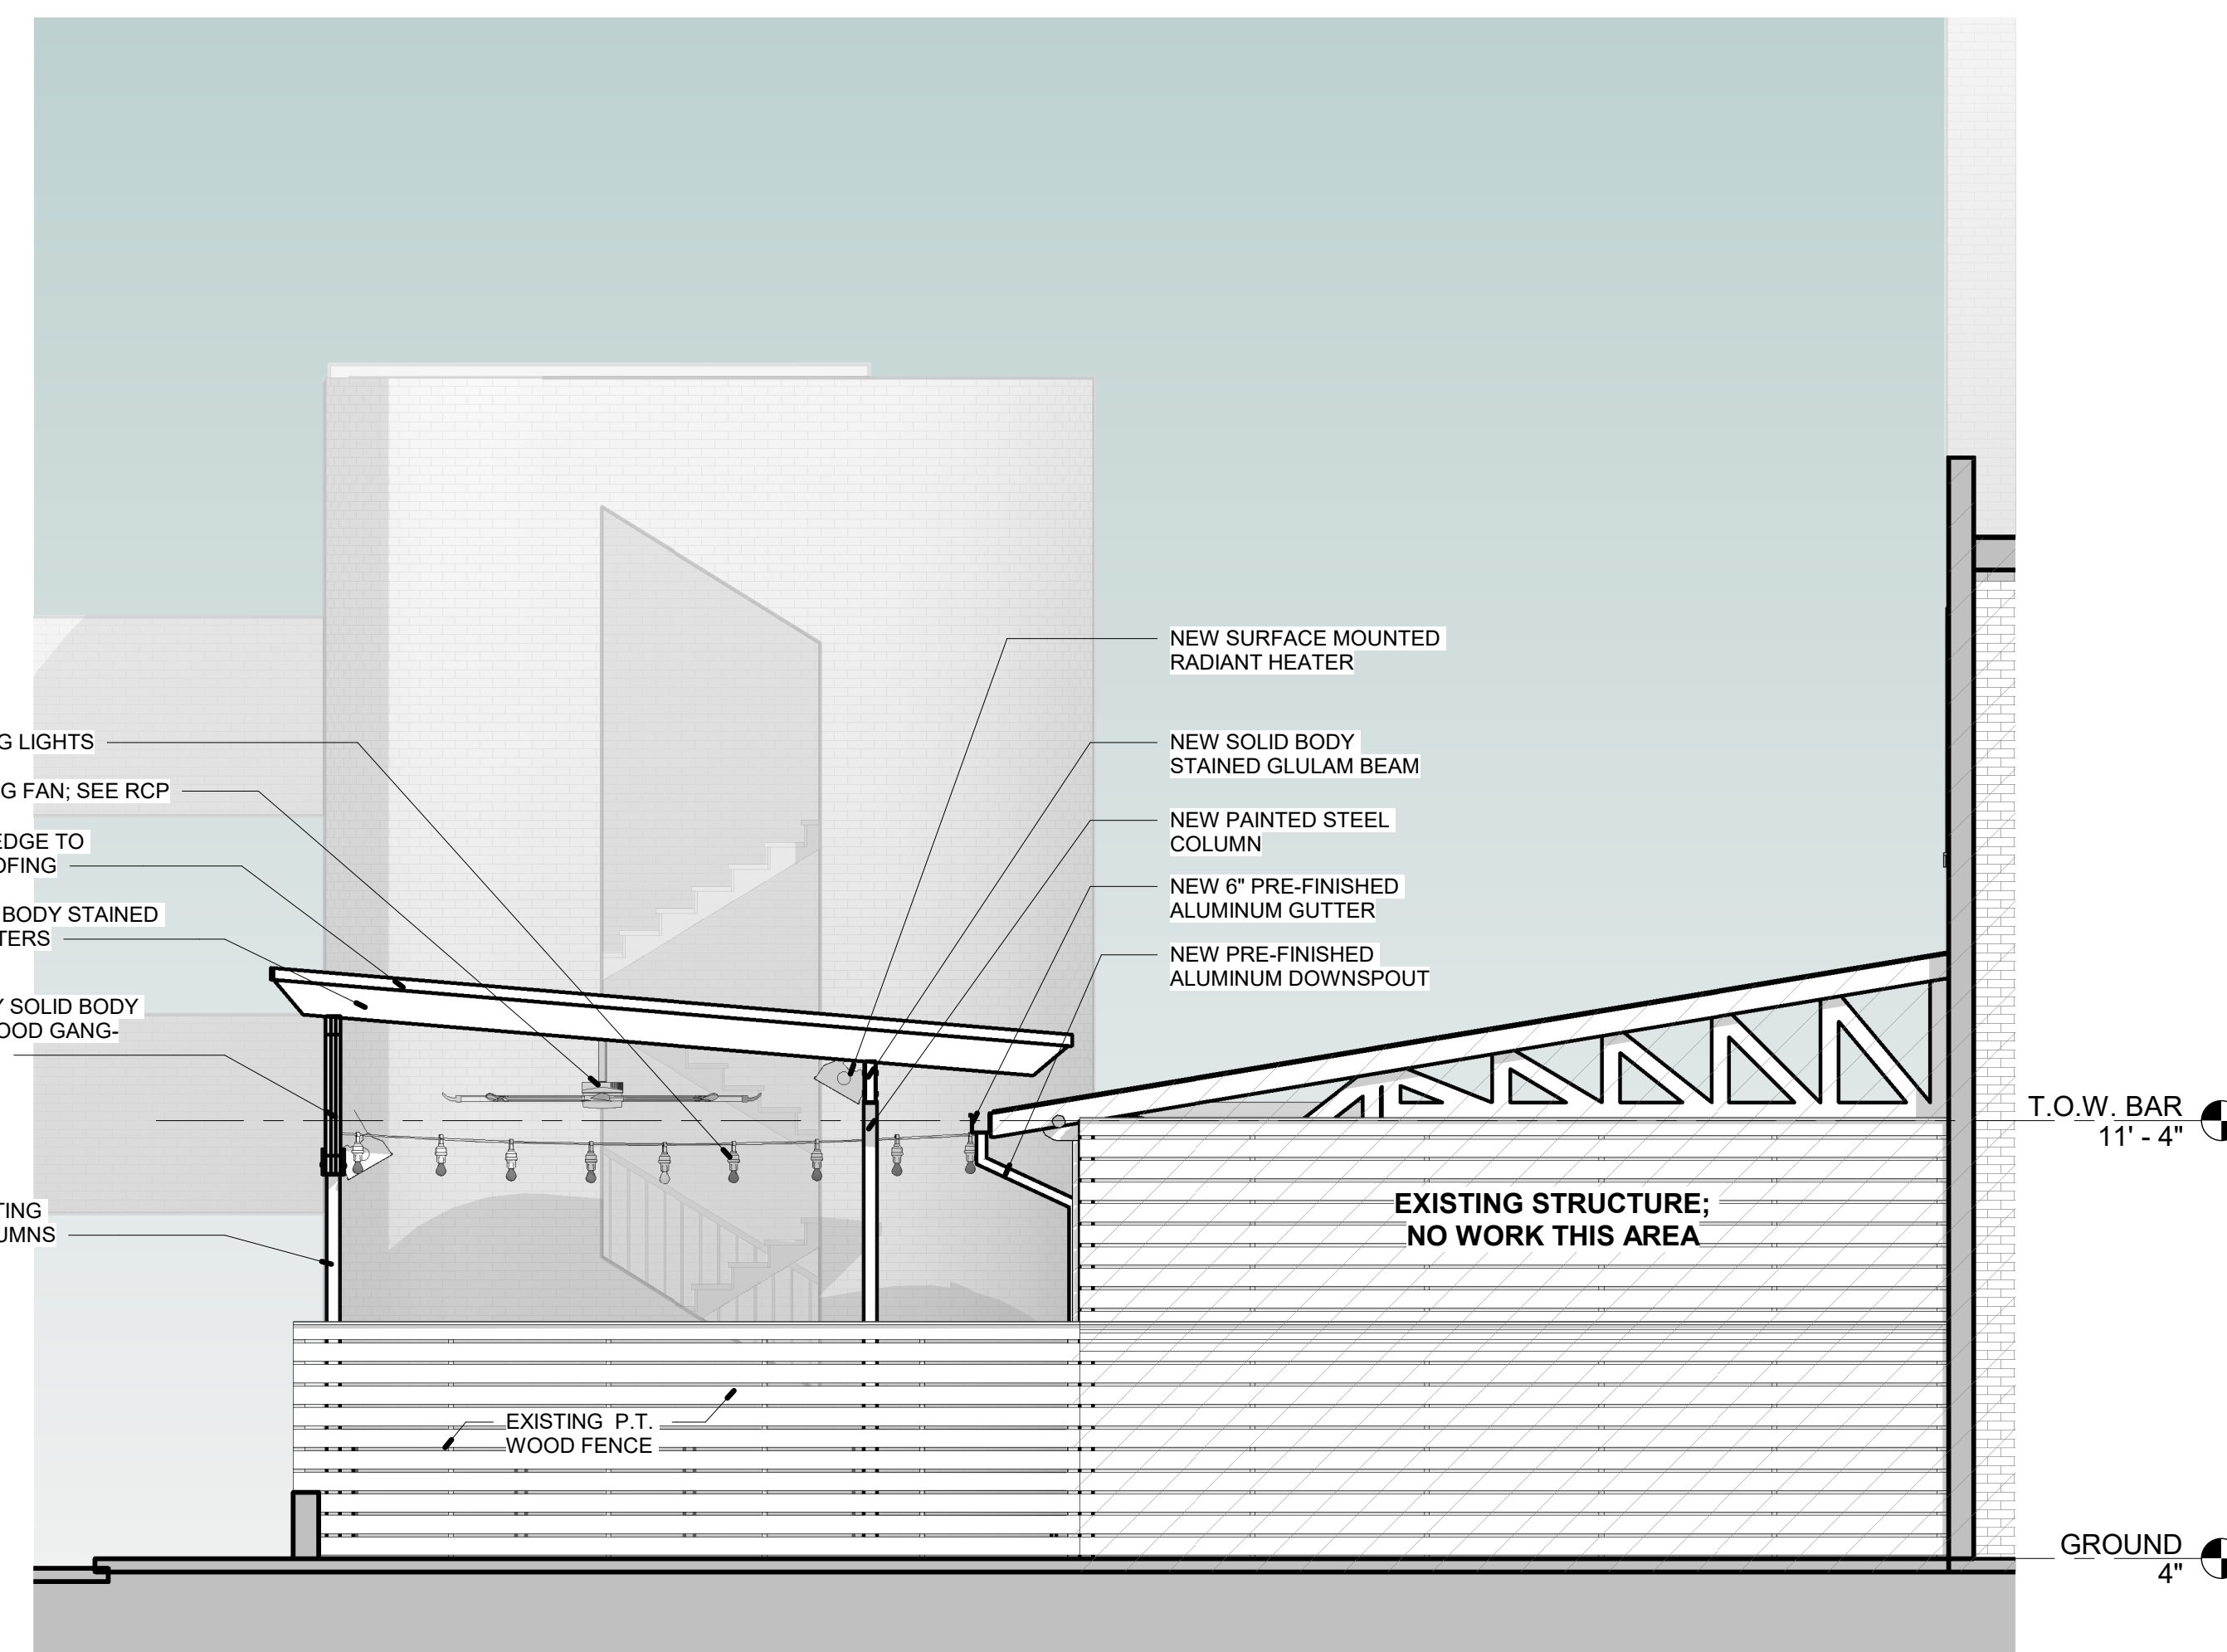 G LIGHTS
G FAN; SEE RCP
EDGE TO
OFING
BODY STAINED
TERS
Y SOLID BODY
OOD GANG-
TING
UMNS
NEW SURFACE MOUNTED
RADIANT HEATER
NEW SOLID BODY
STAINED GLULAM BEAM
NEW PAINTED STEEL
COLUMN
NEW 6" PRE-FINISHED
ALUMINUM GUTTER
NEW PRE-FINISHED
ALUMINUM DOWNSPOUT
T.O.W. BAR
11' - 4"
EXISTING STRUCTURE;
NO WORK THIS AREA
EXISTING P.T.
WOOD FENCE
GROUND
4"